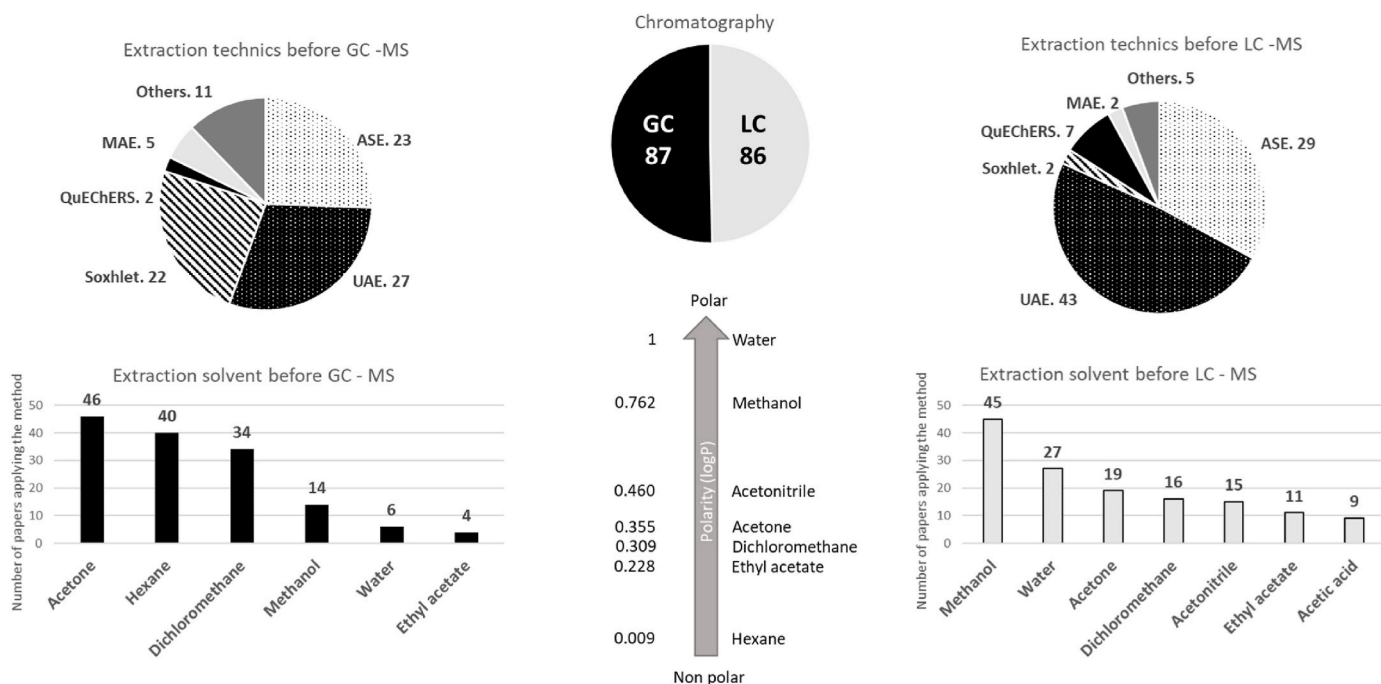 Extraction technics before GC -MS
Others. 11
MAE. 5
QuEChERS. 2
Soxhlet. 22
ASE. 23
UAE. 27
Chromatography
GC
87
LC
86
Extraction technics before LC -MS
Others. 5
MAE. 2
QuEChERS. 7
Soxhlet. 2
ASE. 29
UAE. 43
Extraction solvent before GC - MS
Number of papers applying the method
50
40
30
20
10
0
46
40
34
14
6
4
Acetone
Hexane
Dichloromethane
Methanol
Water
Ethyl acetate
Polar
Polarity (logP)
1 Water
0.762 Methanol
0.460 Acetonitrile
0.355 Acetone
0.309 Dichloromethane
0.228 Ethyl acetate
0.009 Hexane
Non polar
Extraction solvent before LC - MS
Number of papers applying the method
50
40
30
20
10
0
45
27
19
16
15
11
9
Methanol
Water
Acetone
Dichloromethane
Acetonitrile
Ethyl acetate
Acetic acid